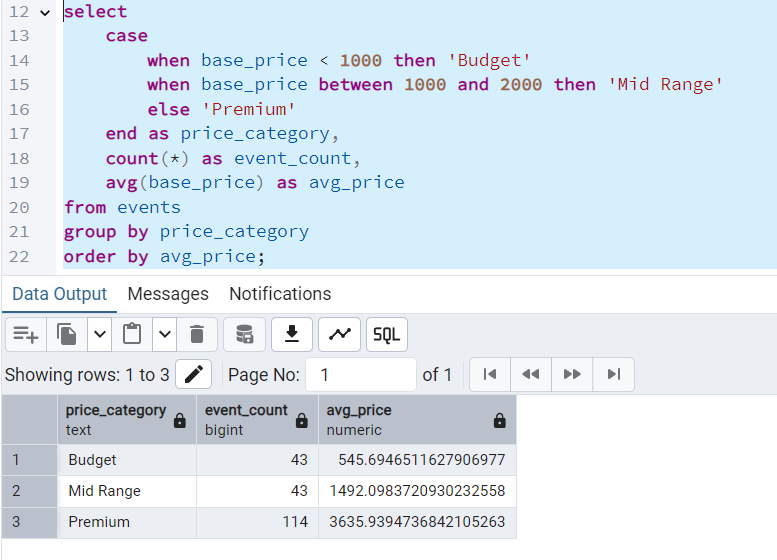 12 select
13 case
14 when base_price < 1000 then 'Budget'
15 when base_price between 1000 and 2000 then 'Mid Range'
16 else 'Premium'
17 end as price_category,
18 count(*) as event_count,
19 avg(base_price) as avg_price
20 from events
21 group by price_category
22 order by avg_price;
Data Output Messages Notifications
SQL
Showing rows: 1 to 3 Page No: 1 of 1
price_category event_count avg_price
text bigint numeric
1 Budget 43 545.6946511627906977
2 Mid Range 43 1492.0983720930232558
3 Premium 114 3635.9394736842105263